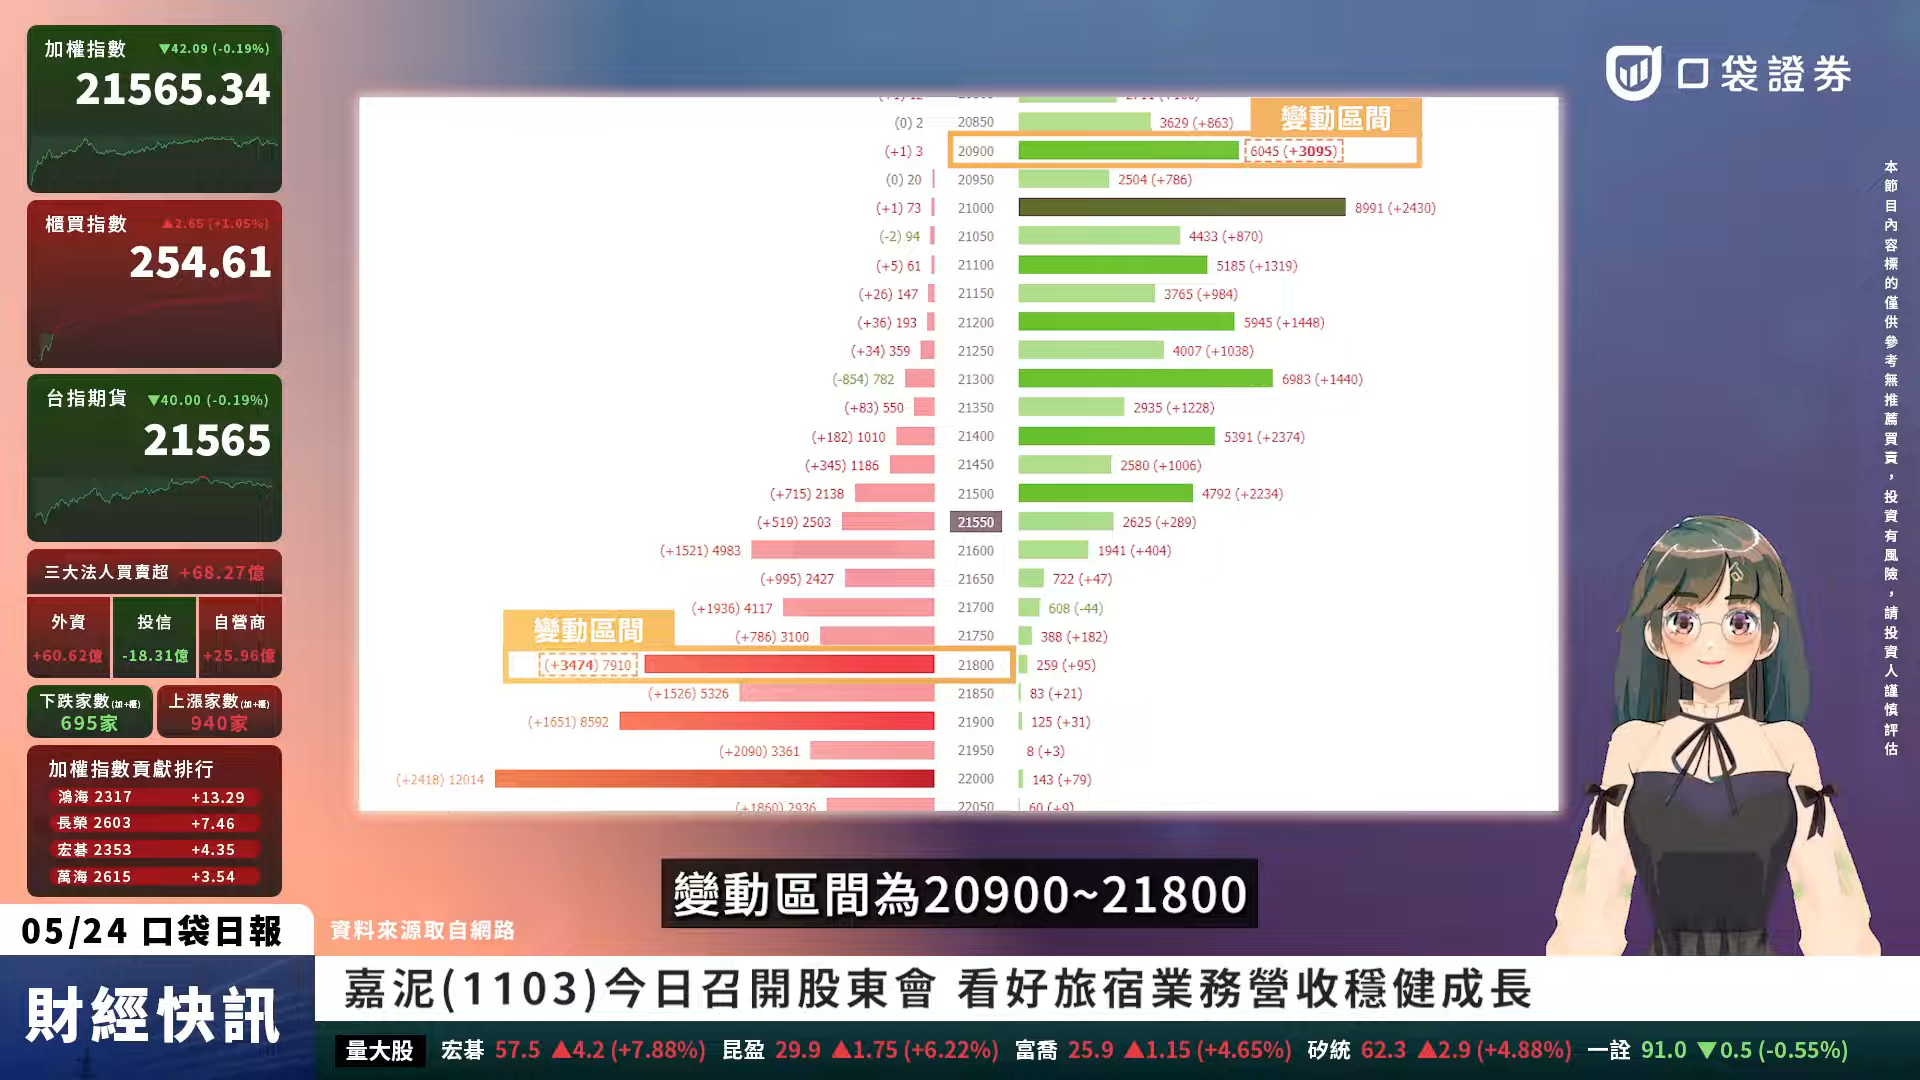 加權指數 ▼42.09 (-0.19%)
21565.34
櫃買指數 ▲2.65 (+1.05%)
254.61
台指期貨 ▼40.00 (-0.19%)
21565
三大法人買賣超 +68.27億
外資 投信 自營商
+60.62億 -18.31億 +25.96億
下跌家數(加+櫃) 上漲家數(加+櫃)
695家 940家
加權指數貢獻排行
鴻海 2317 +13.29
長榮 2603 +7.46
宏碁 2353 +4.35
萬海 2615 +3.54
口袋證券
變動區間
(0) 2 20850 3629 (+863)
(+1) 3 20900 6045 (+3095)
(0) 20 20950 2504 (+786)
(+1) 73 21000 8991 (+2430)
(-2) 94 21050 4433 (+870)
(+5) 61 21100 5185 (+1319)
(+26) 147 21150 3765 (+984)
(+36) 193 21200 5945 (+1448)
(+34) 359 21250 4007 (+1038)
(-854) 782 21300 6983 (+1440)
(+83) 550 21350 2935 (+1228)
(+182) 1010 21400 5391 (+2374)
(+345) 1186 21450 2580 (+1006)
(+715) 2138 21500 4792 (+2234)
(+519) 2503 21550 2625 (+289)
(+1521) 4983 21600 1941 (+404)
(+995) 2427 21650 722 (+47)
(+1936) 4117 21700 608 (-44)
變動區間
(+786) 3100 21750 388 (+182)
(+3474) 7910 21800 259 (+95)
(+1526) 5326 21850 83 (+21)
(+1651) 8592 21900 125 (+31)
(+2090) 3361 21950 8 (+3)
(+2418) 12014 22000 143 (+79)
(+1860) 2936 22050 60 (+9)
本節目內容標的僅供參考無推薦買賣，投資有風險，請投資人謹慎評估
變動區間為20900~21800
05/24 口袋日報
資料來源取自網路
財經快訊
嘉泥(1103)今日召開股東會 看好旅宿業務營收穩健成長
量大股 宏碁 57.5 ▲4.2 (+7.88%) 昆盈 29.9 ▲1.75 (+6.22%) 富喬 25.9 ▲1.15 (+4.65%) 矽統 62.3 ▲2.9 (+4.88%) 一詮 91.0 ▼0.5 (-0.55%)